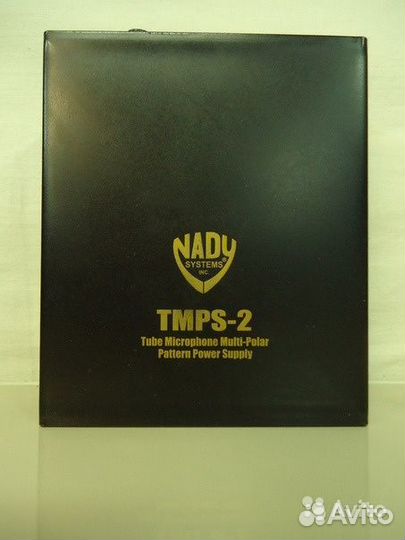 NADY
SYSTEMS®
INC.
TMPS-2
Tube Microphone Multi-Polar
Pattern Power Supply
Avito